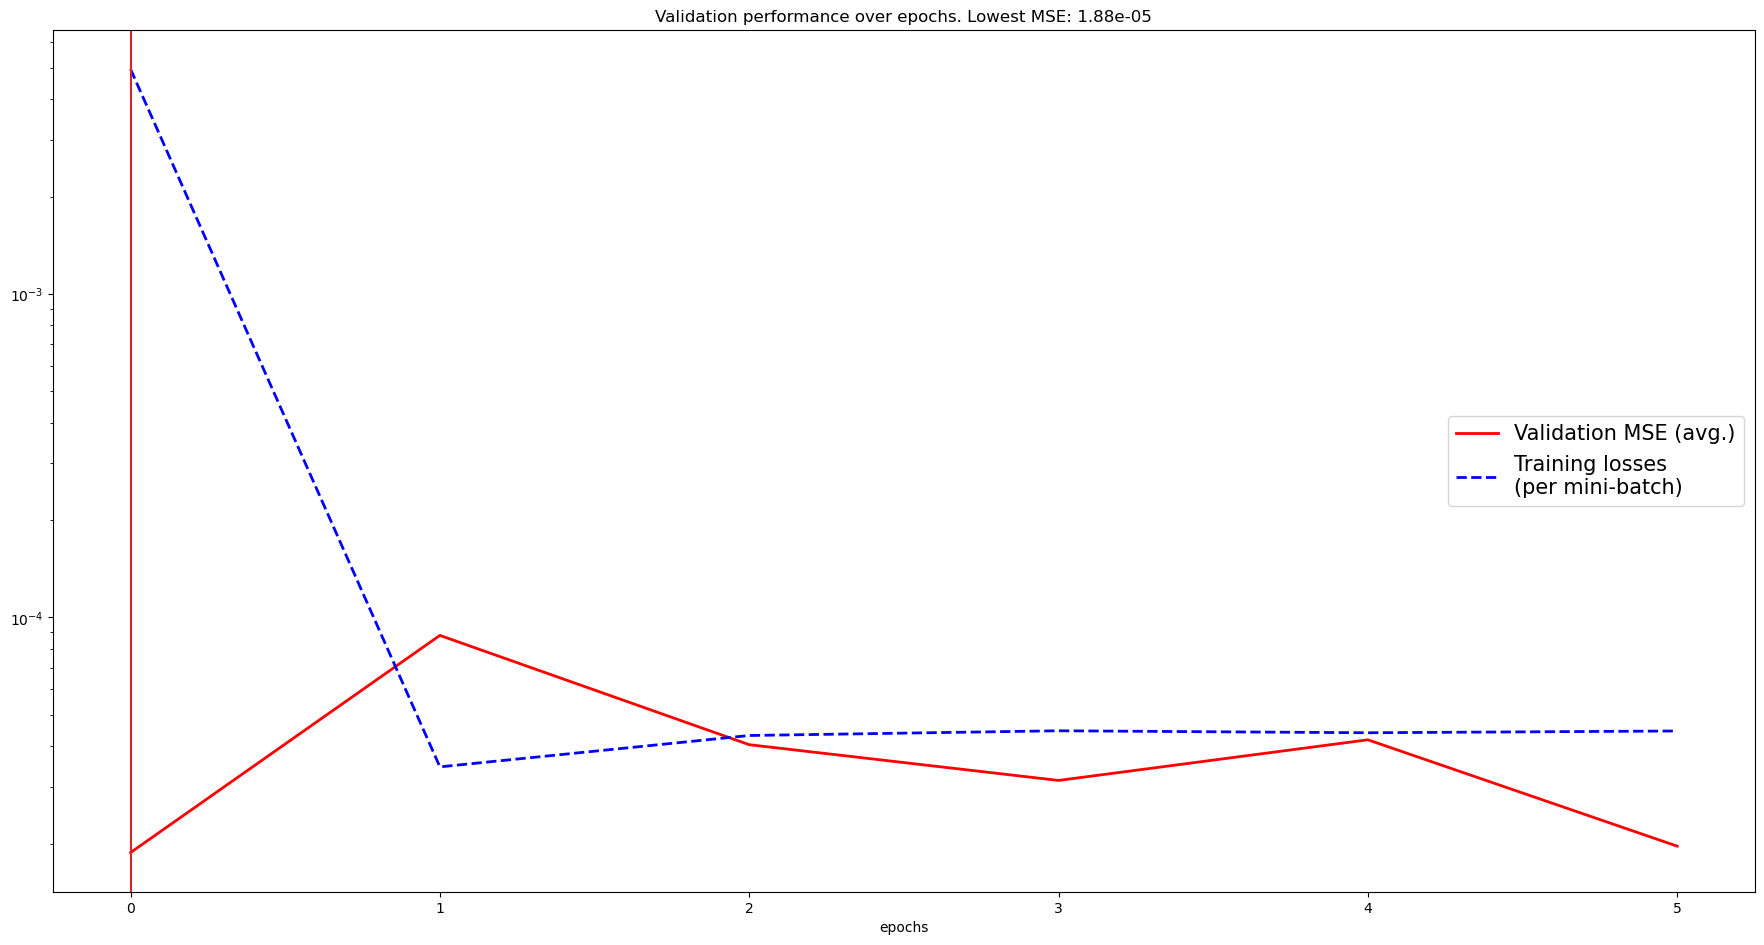 Validation performance over epochs. Lowest MSE: 1.88e-05
10⁻³
10⁻⁴
Validation MSE (avg.)
Training losses
(per mini-batch)
0 1 2 3 4 5
epochs